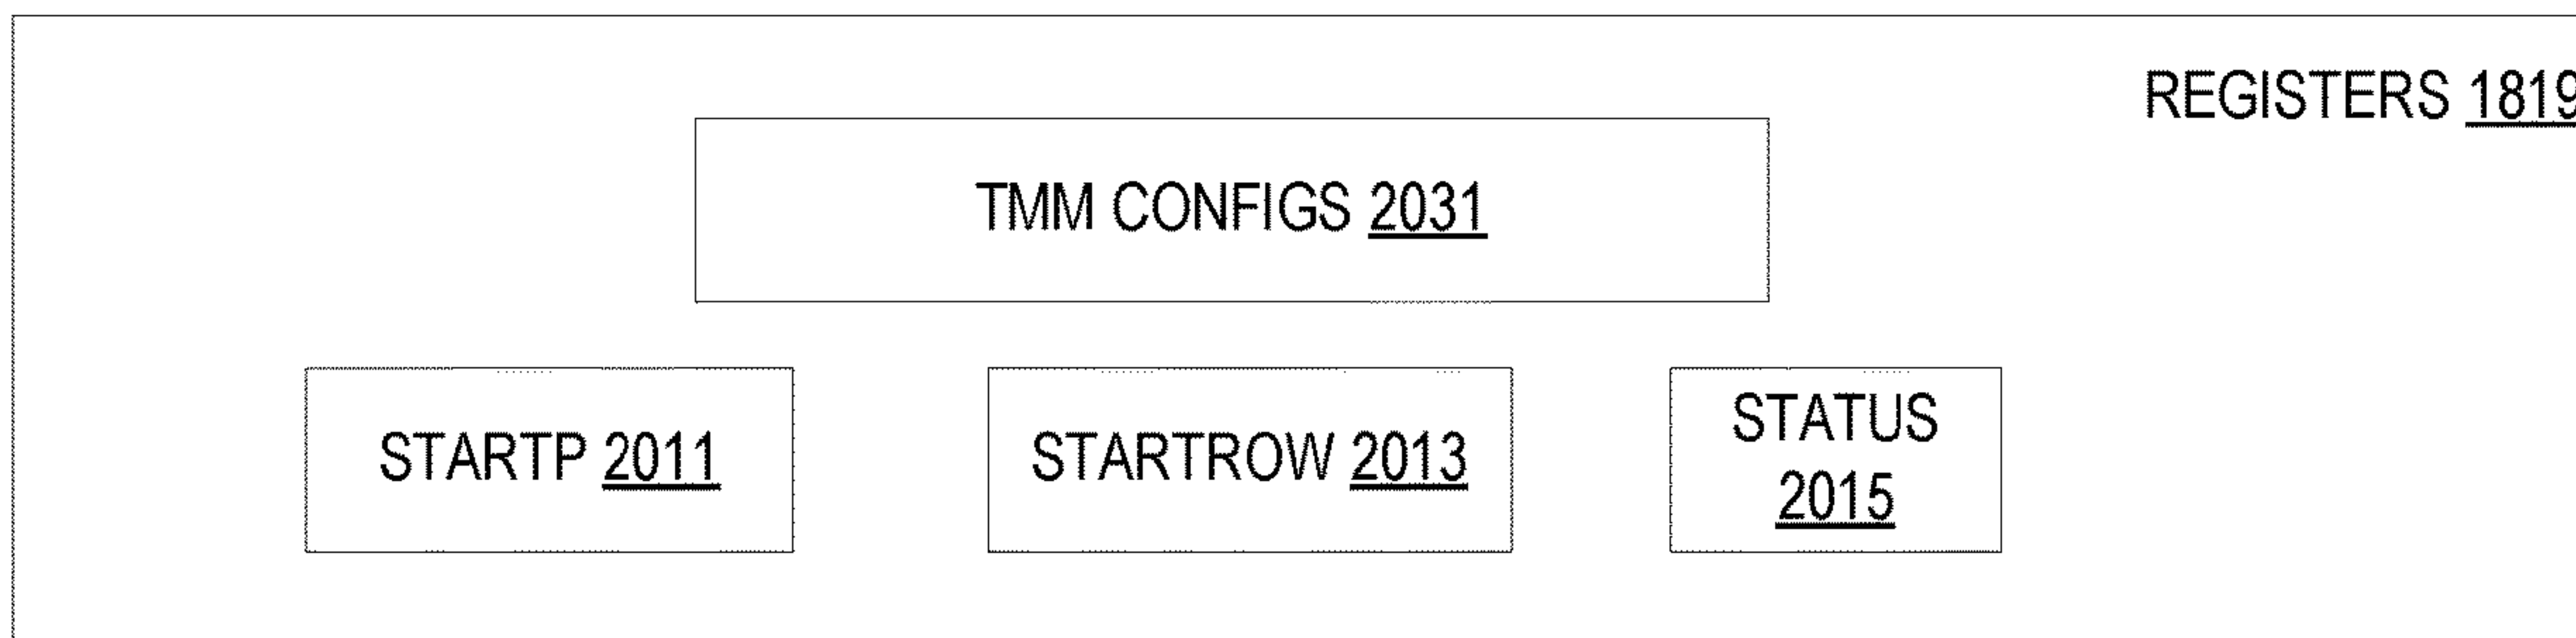 REGISTERS 1819
TMM CONFIGS 2031
STARTP 2011
STARTROW 2013
STATUS
2015